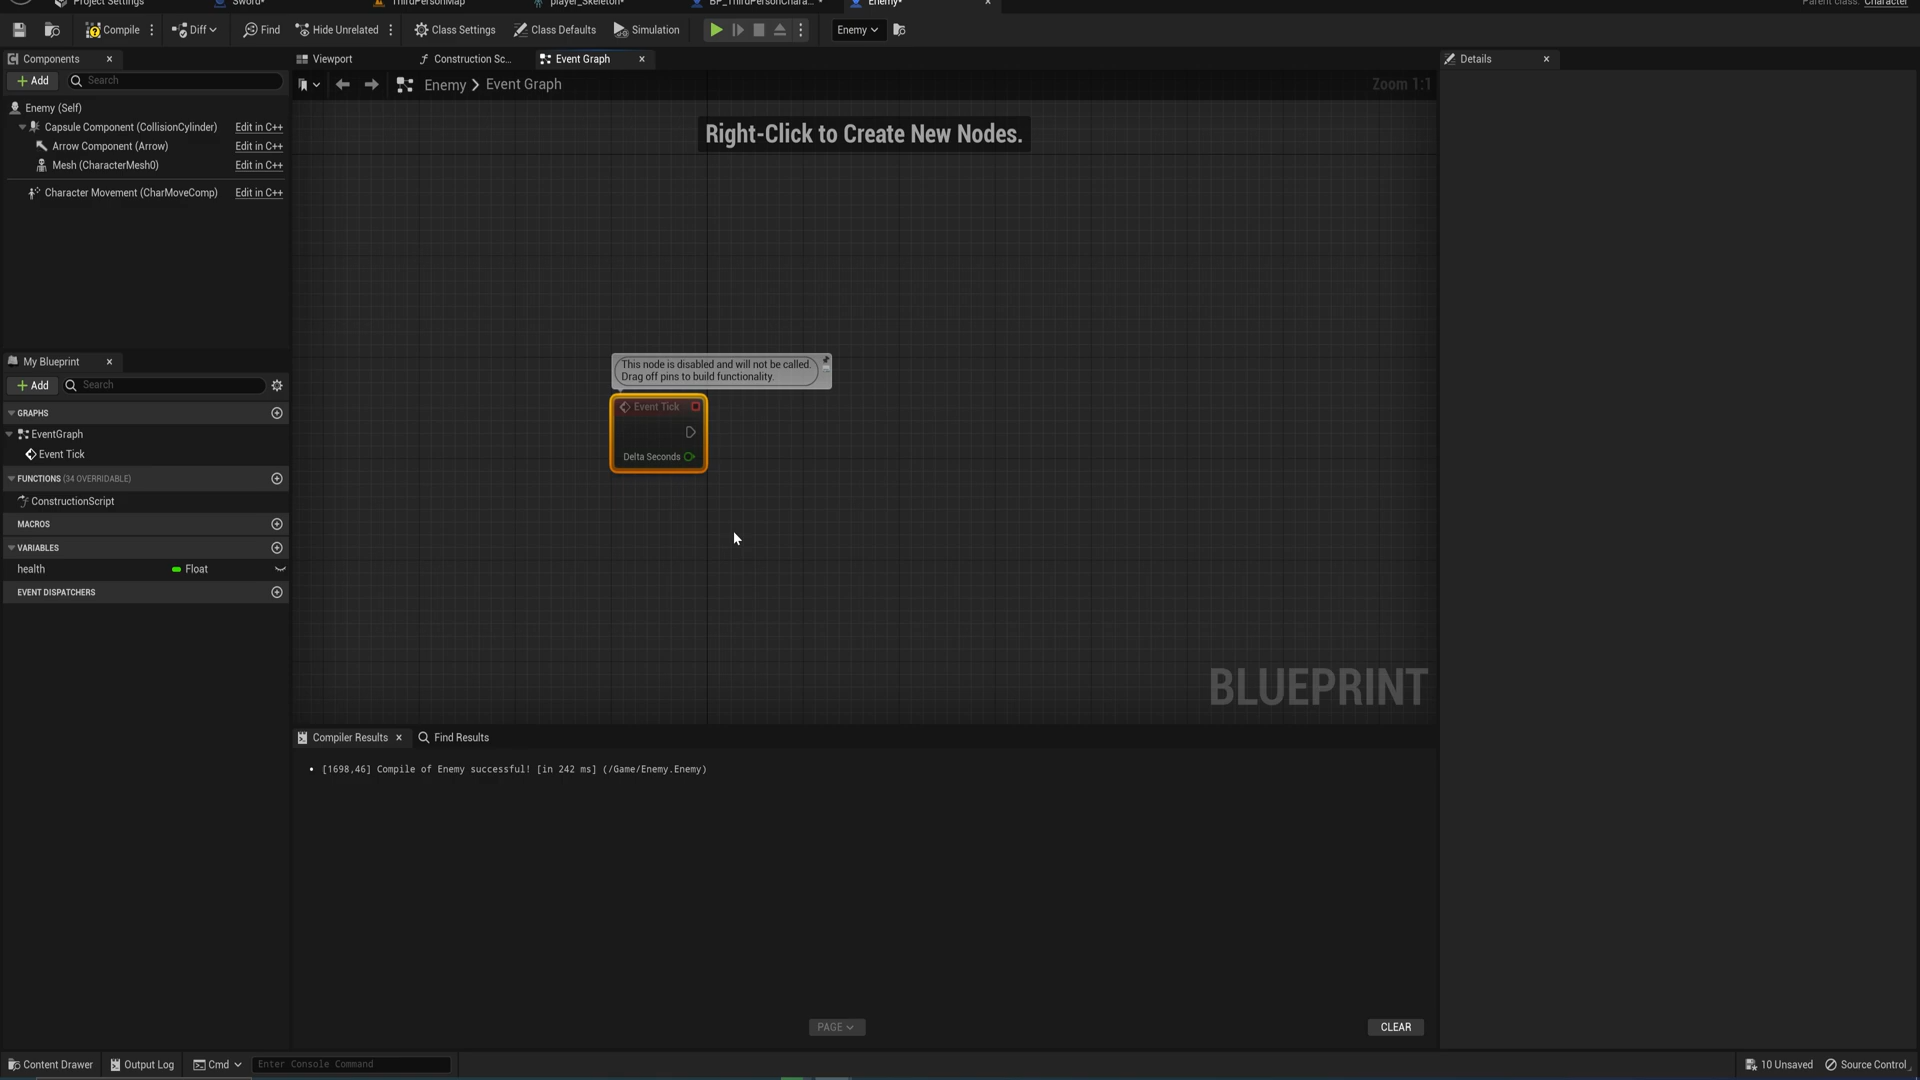 Project Settings
Sword*
ThirdPersonMap
player_Skeleton*
BP_ThirdPersonChara...*
Enemy*
Parent class: Character
Compile
Diff
Find
Hide Unrelated
Class Settings
Class Defaults
Simulation
Enemy
Components
Viewport
Construction Sc...
Event Graph
Details
Add
Search
Enemy > Event Graph
Zoom 1:1
Enemy (Self)
Capsule Component (CollisionCylinder) Edit in C++
Arrow Component (Arrow) Edit in C++
Mesh (CharacterMesh0) Edit in C++
Character Movement (CharMoveComp) Edit in C++
Right-Click to Create New Nodes.
This node is disabled and will not be called.
Drag off pins to build functionality.
Event Tick
Delta Seconds
BLUEPRINT
My Blueprint
Add
Search
GRAPHS
EventGraph
Event Tick
FUNCTIONS (34 OVERRIDABLE)
ConstructionScript
MACROS
VARIABLES
health Float
EVENT DISPATCHERS
Compiler Results
Find Results
• [1698,46] Compile of Enemy successful! [in 242 ms] (/Game/Enemy.Enemy)
PAGE
CLEAR
Content Drawer
Output Log
Cmd
Enter Console Command
10 Unsaved
Source Control